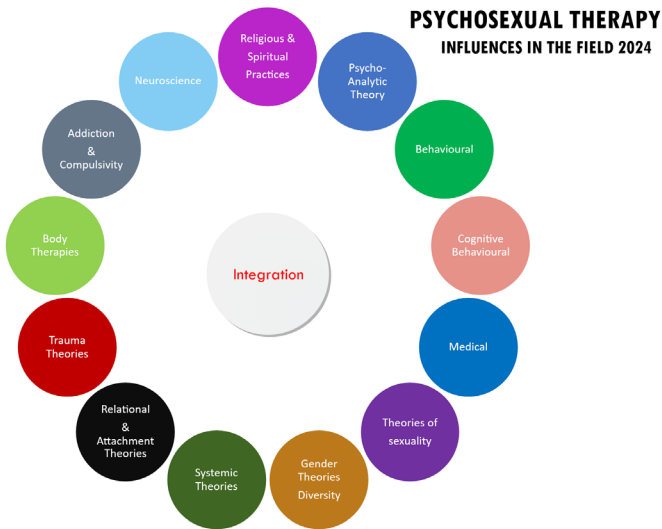 PSYCHOSEXUAL THERAPY
INFLUENCES IN THE FIELD 2024
Religious &
Spiritual
Practices
Psycho-
Analytic
Theory
Behavioural
Cognitive
Behavioural
Medical
Theories of
sexuality
Gender
Theories
Diversity
Systemic
Theories
Relational
&
Attachment
Theories
Trauma
Theories
Body
Therapies
Addiction
&
Compulsivity
Neuroscience
Integration